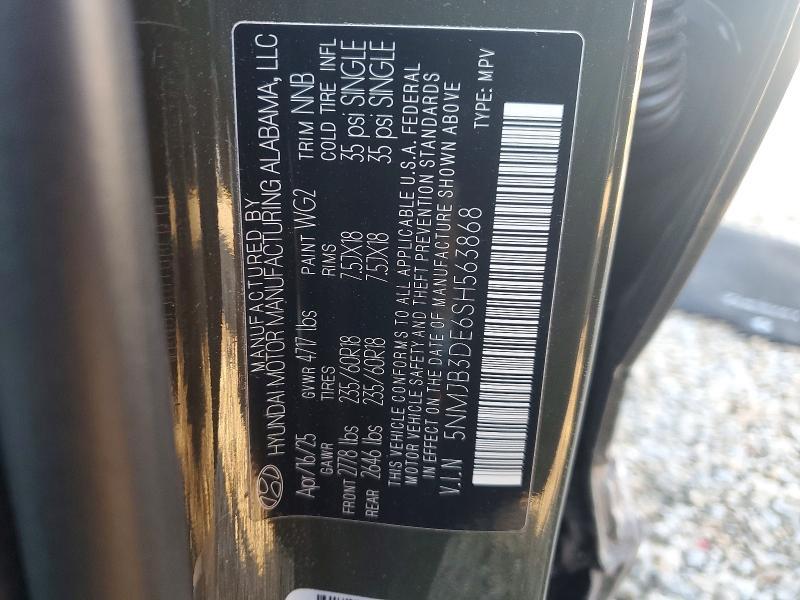 MANUFACTURED BY
HYUNDAI MOTOR MANUFACTURING ALABAMA, LLC
Apr/16/25 GVWR 4717 lbs PAINT WG2 TRIM NNB
GAWR TIRES RIMS COLD TIRE INFL
FRONT 2778 lbs 235/60R18 7.5JX18 35 psi SINGLE
REAR 2646 lbs 235/60R18 7.5JX18 35 psi SINGLE
THIS VEHICLE CONFORMS TO ALL APPLICABLE U.S.A. FEDERAL
MOTOR VEHICLE SAFETY AND THEFT PREVENTION STANDARDS
IN EFFECT ON THE DATE OF MANUFACTURE SHOWN ABOVE
V.I.N 5NMJB3DE6SH563868 TYPE: MPV